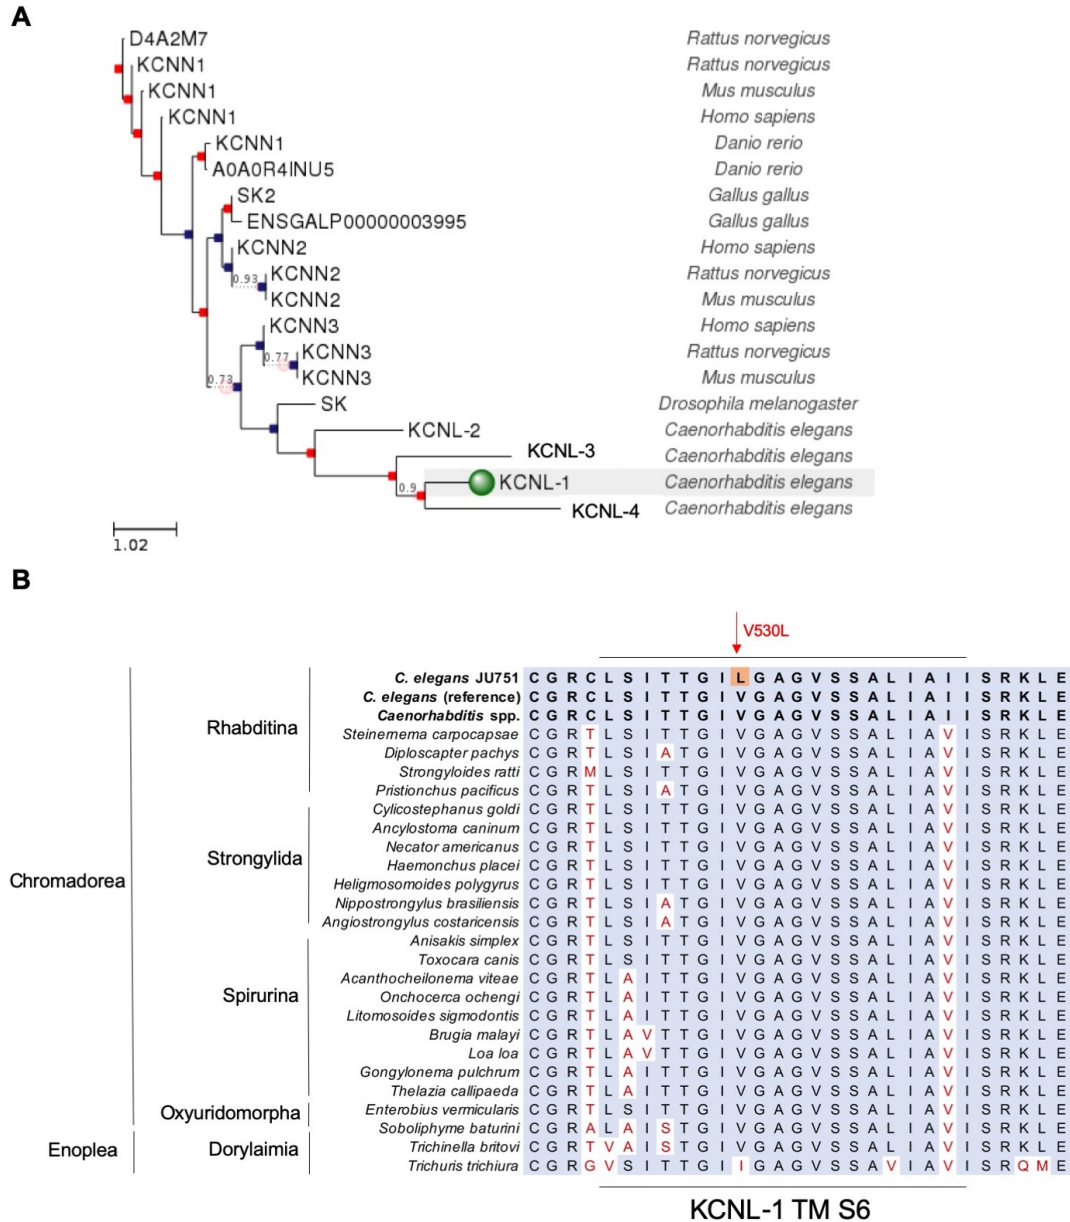 A
D4A2M7 Rattus norvegicus
KCNN1 Rattus norvegicus
KCNN1 Mus musculus
KCNN1 Homo sapiens
KCNN1 Danio rerio
A0A0R4INU5 Danio rerio
SK2 Gallus gallus
ENSGALP00000003995 Gallus gallus
KCNN2 Homo sapiens
0.93 KCNN2 Rattus norvegicus
KCNN2 Mus musculus
KCNN3 Homo sapiens
0.77 KCNN3 Rattus norvegicus
0.73 KCNN3 Mus musculus
SK Drosophila melanogaster
KCNL-2 Caenorhabditis elegans
KCNL-3 Caenorhabditis elegans
0.9 KCNL-1 Caenorhabditis elegans
KCNL-4 Caenorhabditis elegans
1.02
B
V530L
C. elegans JU751 C G R C L S I T T G I L G A G V S S A L I A I I S R K L E
C. elegans (reference) C G R C L S I T T G I V G A G V S S A L I A I I S R K L E
Caenorhabditis spp. C G R C L S I T T G I V G A G V S S A L I A I I S R K L E
Rhabditina
Steinernema carpocapsae C G R T L S I T T G I V G A G V S S A L I A V I S R K L E
Diploscapter pachys C G R T L S I A T G I V G A G V S S A L I A V I S R K L E
Strongyloides ratti C G R M L S I T T G I V G A G V S S A L I A V I S R K L E
Pristionchus pacificus C G R T L S I A T G I V G A G V S S A L I A V I S R K L E
Cylicostephanus goldi C G R T L S I T T G I V G A G V S S A L I A V I S R K L E
Ancylostoma caninum C G R T L S I T T G I V G A G V S S A L I A V I S R K L E
Necator americanus C G R T L S I T T G I V G A G V S S A L I A V I S R K L E
Strongylida
Haemonchus placei C G R T L S I T T G I V G A G V S S A L I A V I S R K L E
Chromadorea
Heligmosomoides polygyrus C G R T L S I T T G I V G A G V S S A L I A V I S R K L E
Nippostrongylus brasiliensis C G R T L S I A T G I V G A G V S S A L I A V I S R K L E
Angiostrongylus costaricensis C G R T L S I A T G I V G A G V S S A L I A V I S R K L E
Anisakis simplex C G R T L S I T T G I V G A G V S S A L I A V I S R K L E
Toxocara canis C G R T L S I T T G I V G A G V S S A L I A V I S R K L E
Acanthocheilonema viteae C G R T L A I T T G I V G A G V S S A L I A V I S R K L E
Spirurina
Onchocerca ochengi C G R T L A I T T G I V G A G V S S A L I A V I S R K L E
Litomosoides sigmodontis C G R T L A I T T G I V G A G V S S A L I A V I S R K L E
Brugia malayi C G R T L A V T T G I V G A G V S S A L I A V I S R K L E
Loa loa C G R T L A V T T G I V G A G V S S A L I A V I S R K L E
Gongylonema pulchrum C G R T L A I T T G I V G A G V S S A L I A V I S R K L E
Thelazia callipaeda C G R T L A I T T G I V G A G V S S A L I A V I S R K L E
Oxyuridomorpha Enterobius vermicularis C G R T L S I T T G I V G A G V S S A L I A V I S R K L E
Soboliphyme baturini C G R A L A I S T G I V G A G V S S A L I A V I S R K L E
Enoplea Dorylaimia Trichinella britovi C G R T V A I S T G I V G A G V S S A L I A V I S R K L E
Trichuris trichiura C G R G V S I T T G I I G A G V S S A V I A V I S R Q M E
KCNL-1 TM S6